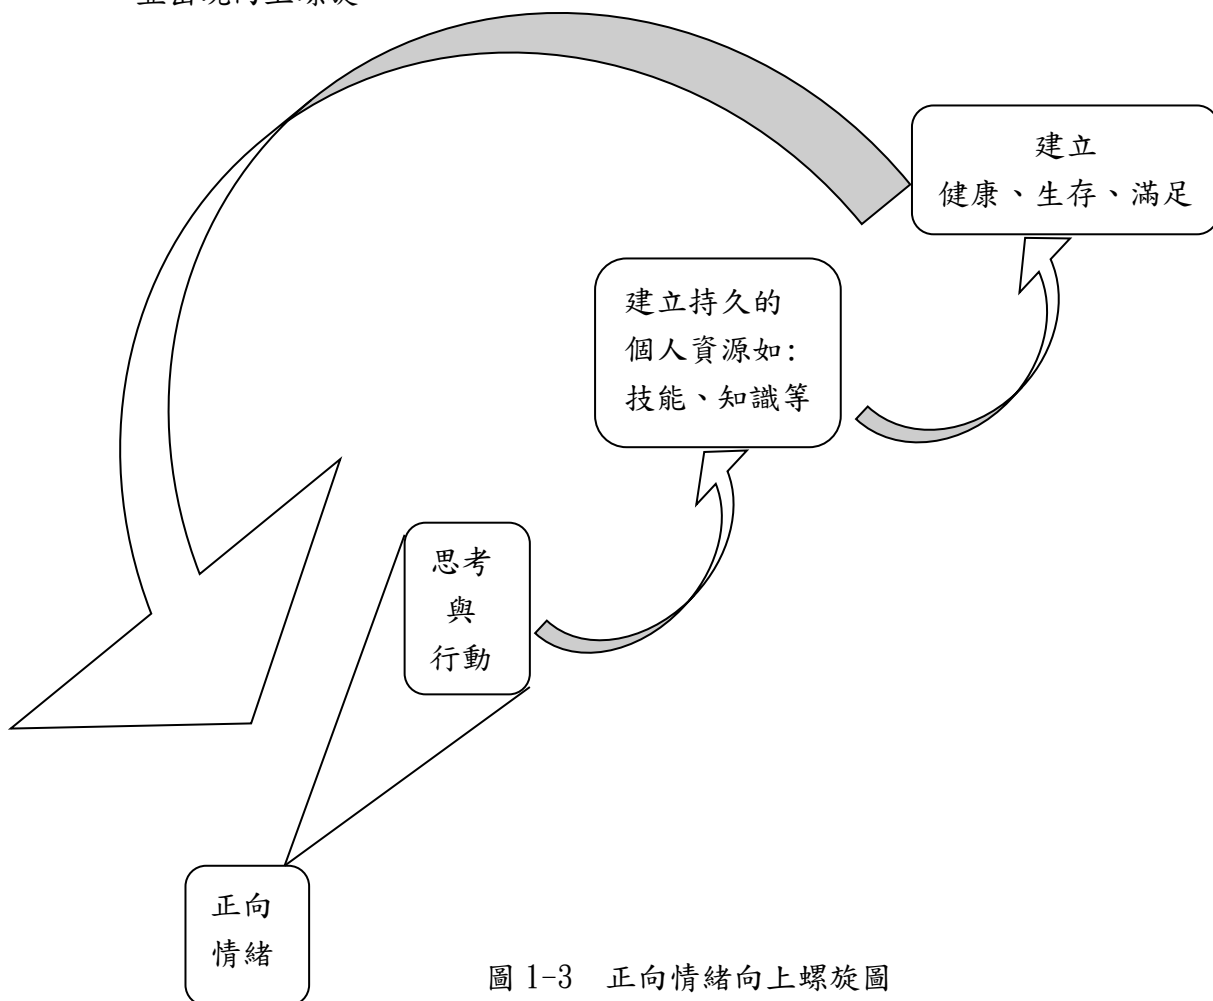 建立
健康、生存、滿足
建立持久的
個人資源如:
技能、知識等
思考
與
行動
正向
情緒
圖 1-3 正向情緒向上螺旋圖